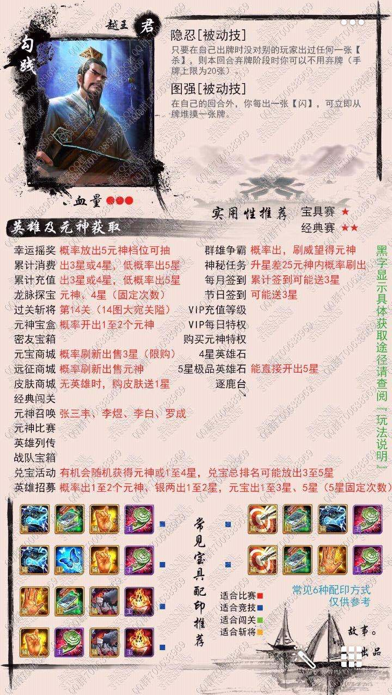 越王
君
勾践
隐忍[被动技]
只要在自己出牌时没对别的玩家出过任何一张【
杀】，则本回合弃牌阶段时你可以不用弃牌（手
牌上限为20张）
图强[被动技]
在自己的回合外，你每出一张【闪】，可立即从
牌堆摸一张牌。
血量
实用性推荐
宝具赛 ★
经典赛 ★★
英雄及元神获取
幸运摇奖 概率放出5元神档位可抽
累计消费 出3星或4星，低概率出5星
累计充值 出3星或4星，低概率出5星
龙脉探宝 元神，4星（固定次数）
过关斩将 第14关（14图大宛关隘）
元神宝盒 概率开出1至2个元神
密友宝箱
元宝商城 概率刷新出售3星（限购）
远征商城 概率刷新出售元神
皮肤商城 无英雄时，购皮肤送1星
经典闯关
元神召唤 张三丰、李煜、李白、罗成
元神比赛
英雄列传
战队宝箱
兑宝活动 有机会随机获得元神或1至4星，兑宝总排名可能放出3至5星
英雄招募 概率出1至2个元神、银两出1至2星，元宝出1至3星、5星（5星固定次数）
群雄争霸 概率出，刷威望得元神
神秘任务 升星差25元神内概率刷出
每月签到 累计签到可能送3星
节日签到 可能送3星
VIP充值等级
VIP每日特权
购买元神特权
4星英雄石
5星极品英雄石 能直接开出5星
逐鹿台
黑字显示具体获取途径请查阅「玩法说明」
常见宝具配印推荐
适合比赛
适合竞技
适合闯关
适合斩将
常见6种配印方式
仅供参考
故事。
出品